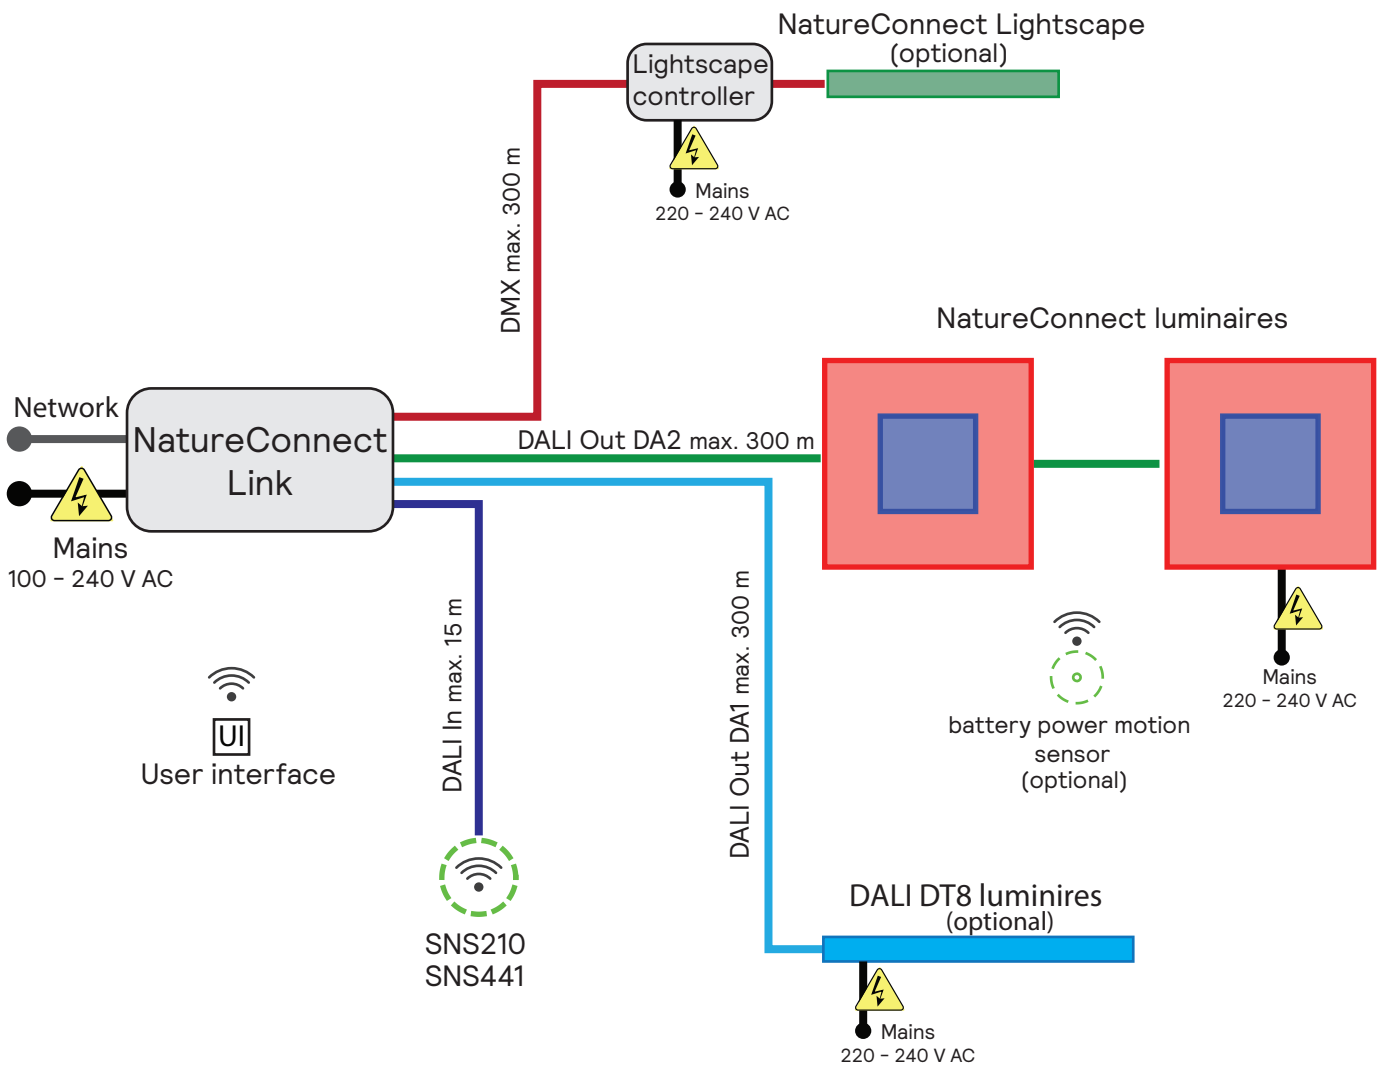 NatureConnect Lightscape
(optional)
Lightscape
controller
Mains
220 - 240 V AC
DMX max. 300 m
NatureConnect luminaires
Network
NatureConnect
Link
DALI Out DA2 max. 300 m
Mains
100 - 240 V AC
DALI In max. 15 m
DALI Out DA1 max. 300 m
Mains
220 - 240 V AC
battery power motion
sensor
(optional)
UI
User interface
DALI DT8 luminires
(optional)
SNS210
SNS441
Mains
220 - 240 V AC